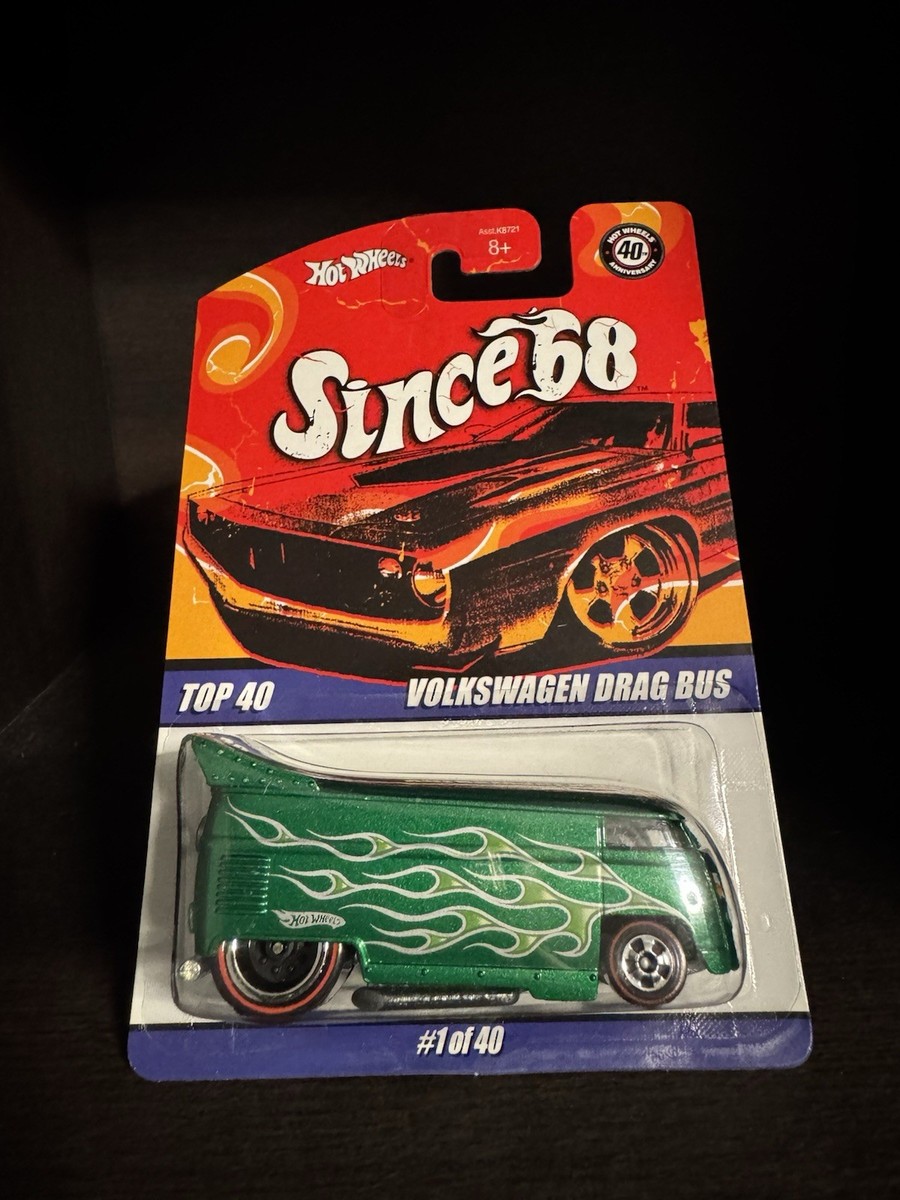 Asst.K8721
8+
HOT WHEELS
HOT WHEELS
40th
ANNIVERSARY
Since '68 ™
TOP 40
VOLKSWAGEN DRAG BUS
HOT WHEELS
#1 of 40